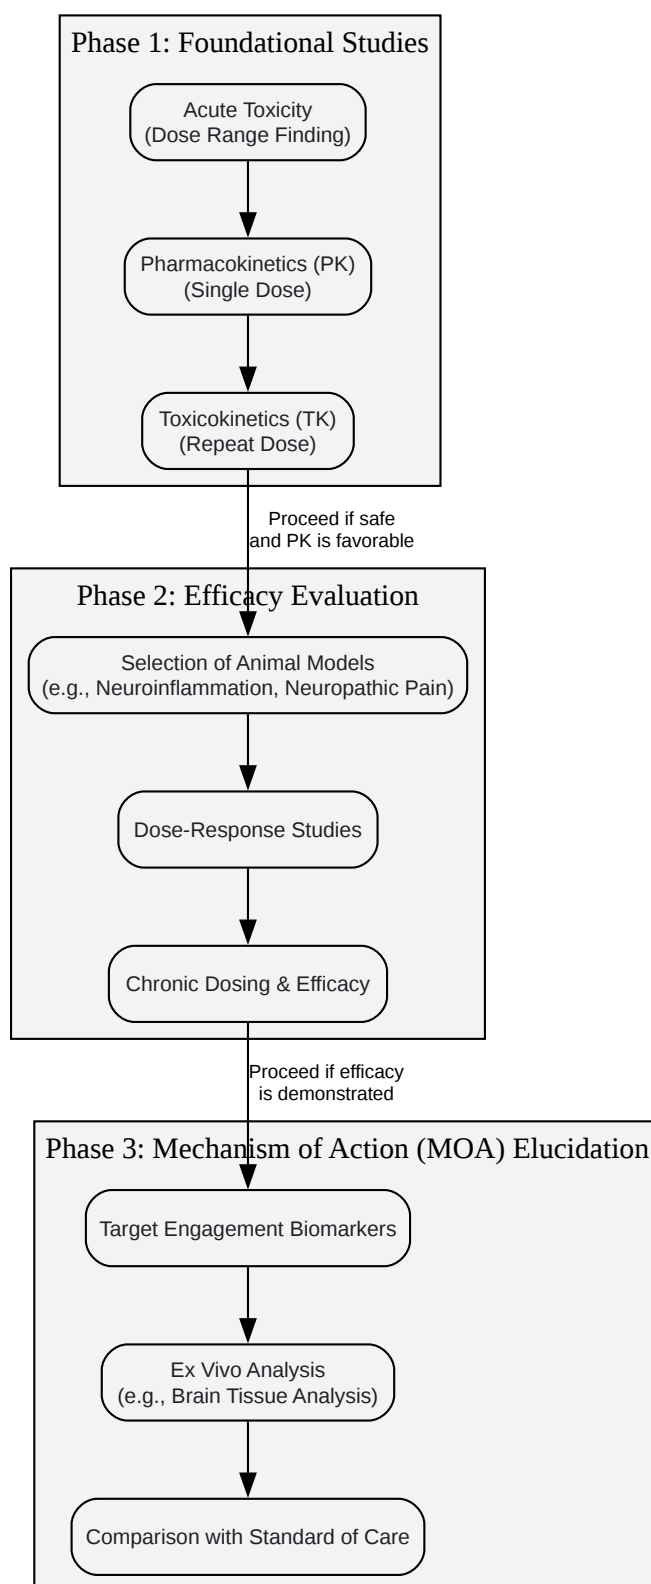 Phase 1: Foundational Studies
Acute Toxicity
(Dose Range Finding)
Pharmacokinetics (PK)
(Single Dose)
Toxicokinetics (TK)
(Repeat Dose)
Proceed if safe
and PK is favorable
Phase 2: Efficacy Evaluation
Selection of Animal Models
(e.g., Neuroinflammation, Neuropathic Pain)
Dose-Response Studies
Chronic Dosing & Efficacy
Proceed if efficacy
is demonstrated
Phase 3: Mechanism of Action (MOA) Elucidation
Target Engagement Biomarkers
Ex Vivo Analysis
(e.g., Brain Tissue Analysis)
Comparison with Standard of Care